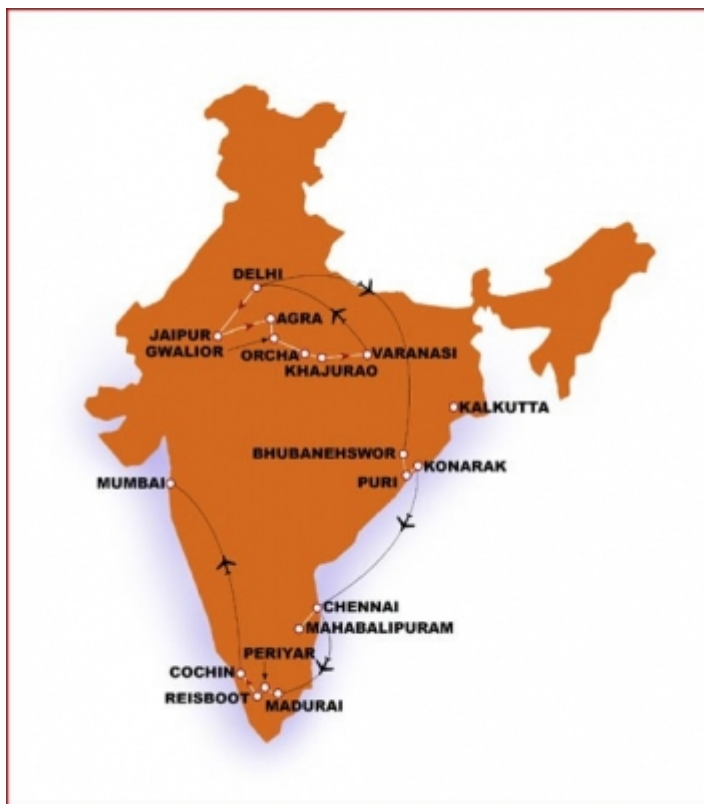 DELHI
AGRA
JAIPUR
GWALIOR
ORCHA
VARANASI
KHAJURAO
KALKUTTA
BHUBANEHSWOR
KONARAK
PURI
MUMBAI
CHENNAI
MAHABALIPURAM
PERIYAR
COCHIN
REISBOOT
MADURAI